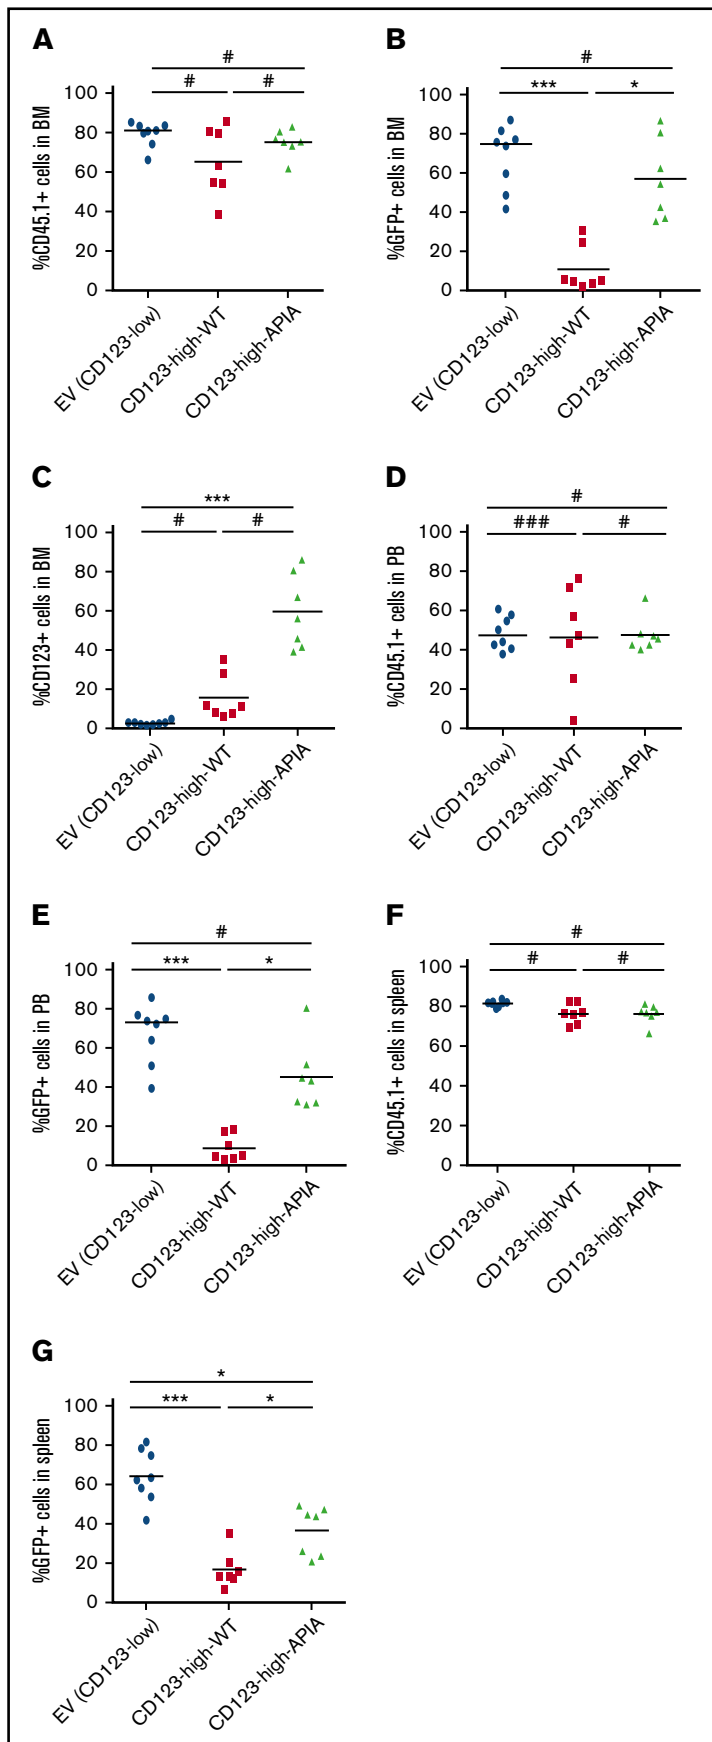 A
#
#
#
%CD45.1+ cells in BM
100
80
60
40
20
0
EV (CD123-low)
CD123-high-WT
CD123-high-APIA
B
#
***
*
%GFP+ cells in BM
100
80
60
40
20
0
EV (CD123-low)
CD123-high-WT
CD123-high-APIA
C
***
#
#
%CD123+ cells in BM
100
80
60
40
20
0
EV (CD123-low)
CD123-high-WT
CD123-high-APIA
D
#
###
#
%CD45.1+ cells in PB
100
80
60
40
20
0
EV (CD123-low)
CD123-high-WT
CD123-high-APIA
E
#
***
*
%GFP+ cells in PB
100
80
60
40
20
0
EV (CD123-low)
CD123-high-WT
CD123-high-APIA
F
#
#
#
%CD45.1+ cells in spleen
100
80
60
40
20
0
EV (CD123-low)
CD123-high-WT
CD123-high-APIA
G
*
***
*
%GFP+ cells in spleen
100
80
60
40
20
0
EV (CD123-low)
CD123-high-WT
CD123-high-APIA